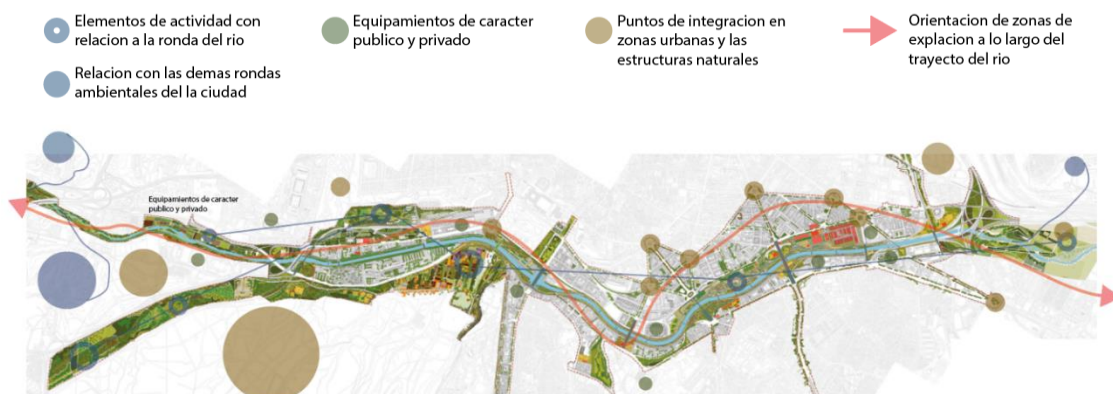 Elementos de actividad con
relacion a la ronda del rio
Relacion con las demas rondas
ambientales del la ciudad
Equipamientos de caracter
publico y privado
Puntos de integracion en
zonas urbanas y las
estructuras naturales
Orientacion de zonas de
explacion a lo largo del
trayecto del rio
Equipamientos de caracter
publico y privado